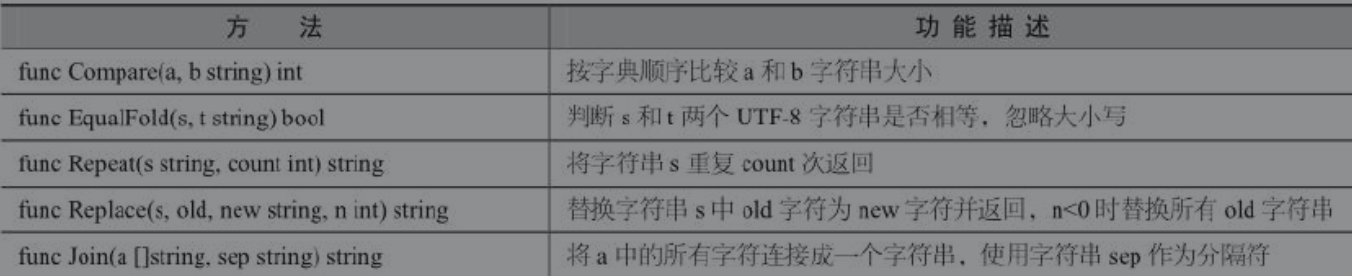 方 法 功 能 描 述
func Compare(a, b string) int 按字典顺序比较 a 和 b 字符串大小
func EqualFold(s, t string) bool 判断 s 和 t 两个 UTF-8 字符串是否相等，忽略大小写
func Repeat(s string, count int) string 将字符串 s 重复 count 次返回
func Replace(s, old, new string, n int) string 替换字符串 s 中 old 字符为 new 字符并返回，n<0 时替换所有 old 字符串
func Join(a []string, sep string) string 将 a 中的所有字符连接成一个字符串，使用字符串 sep 作为分隔符